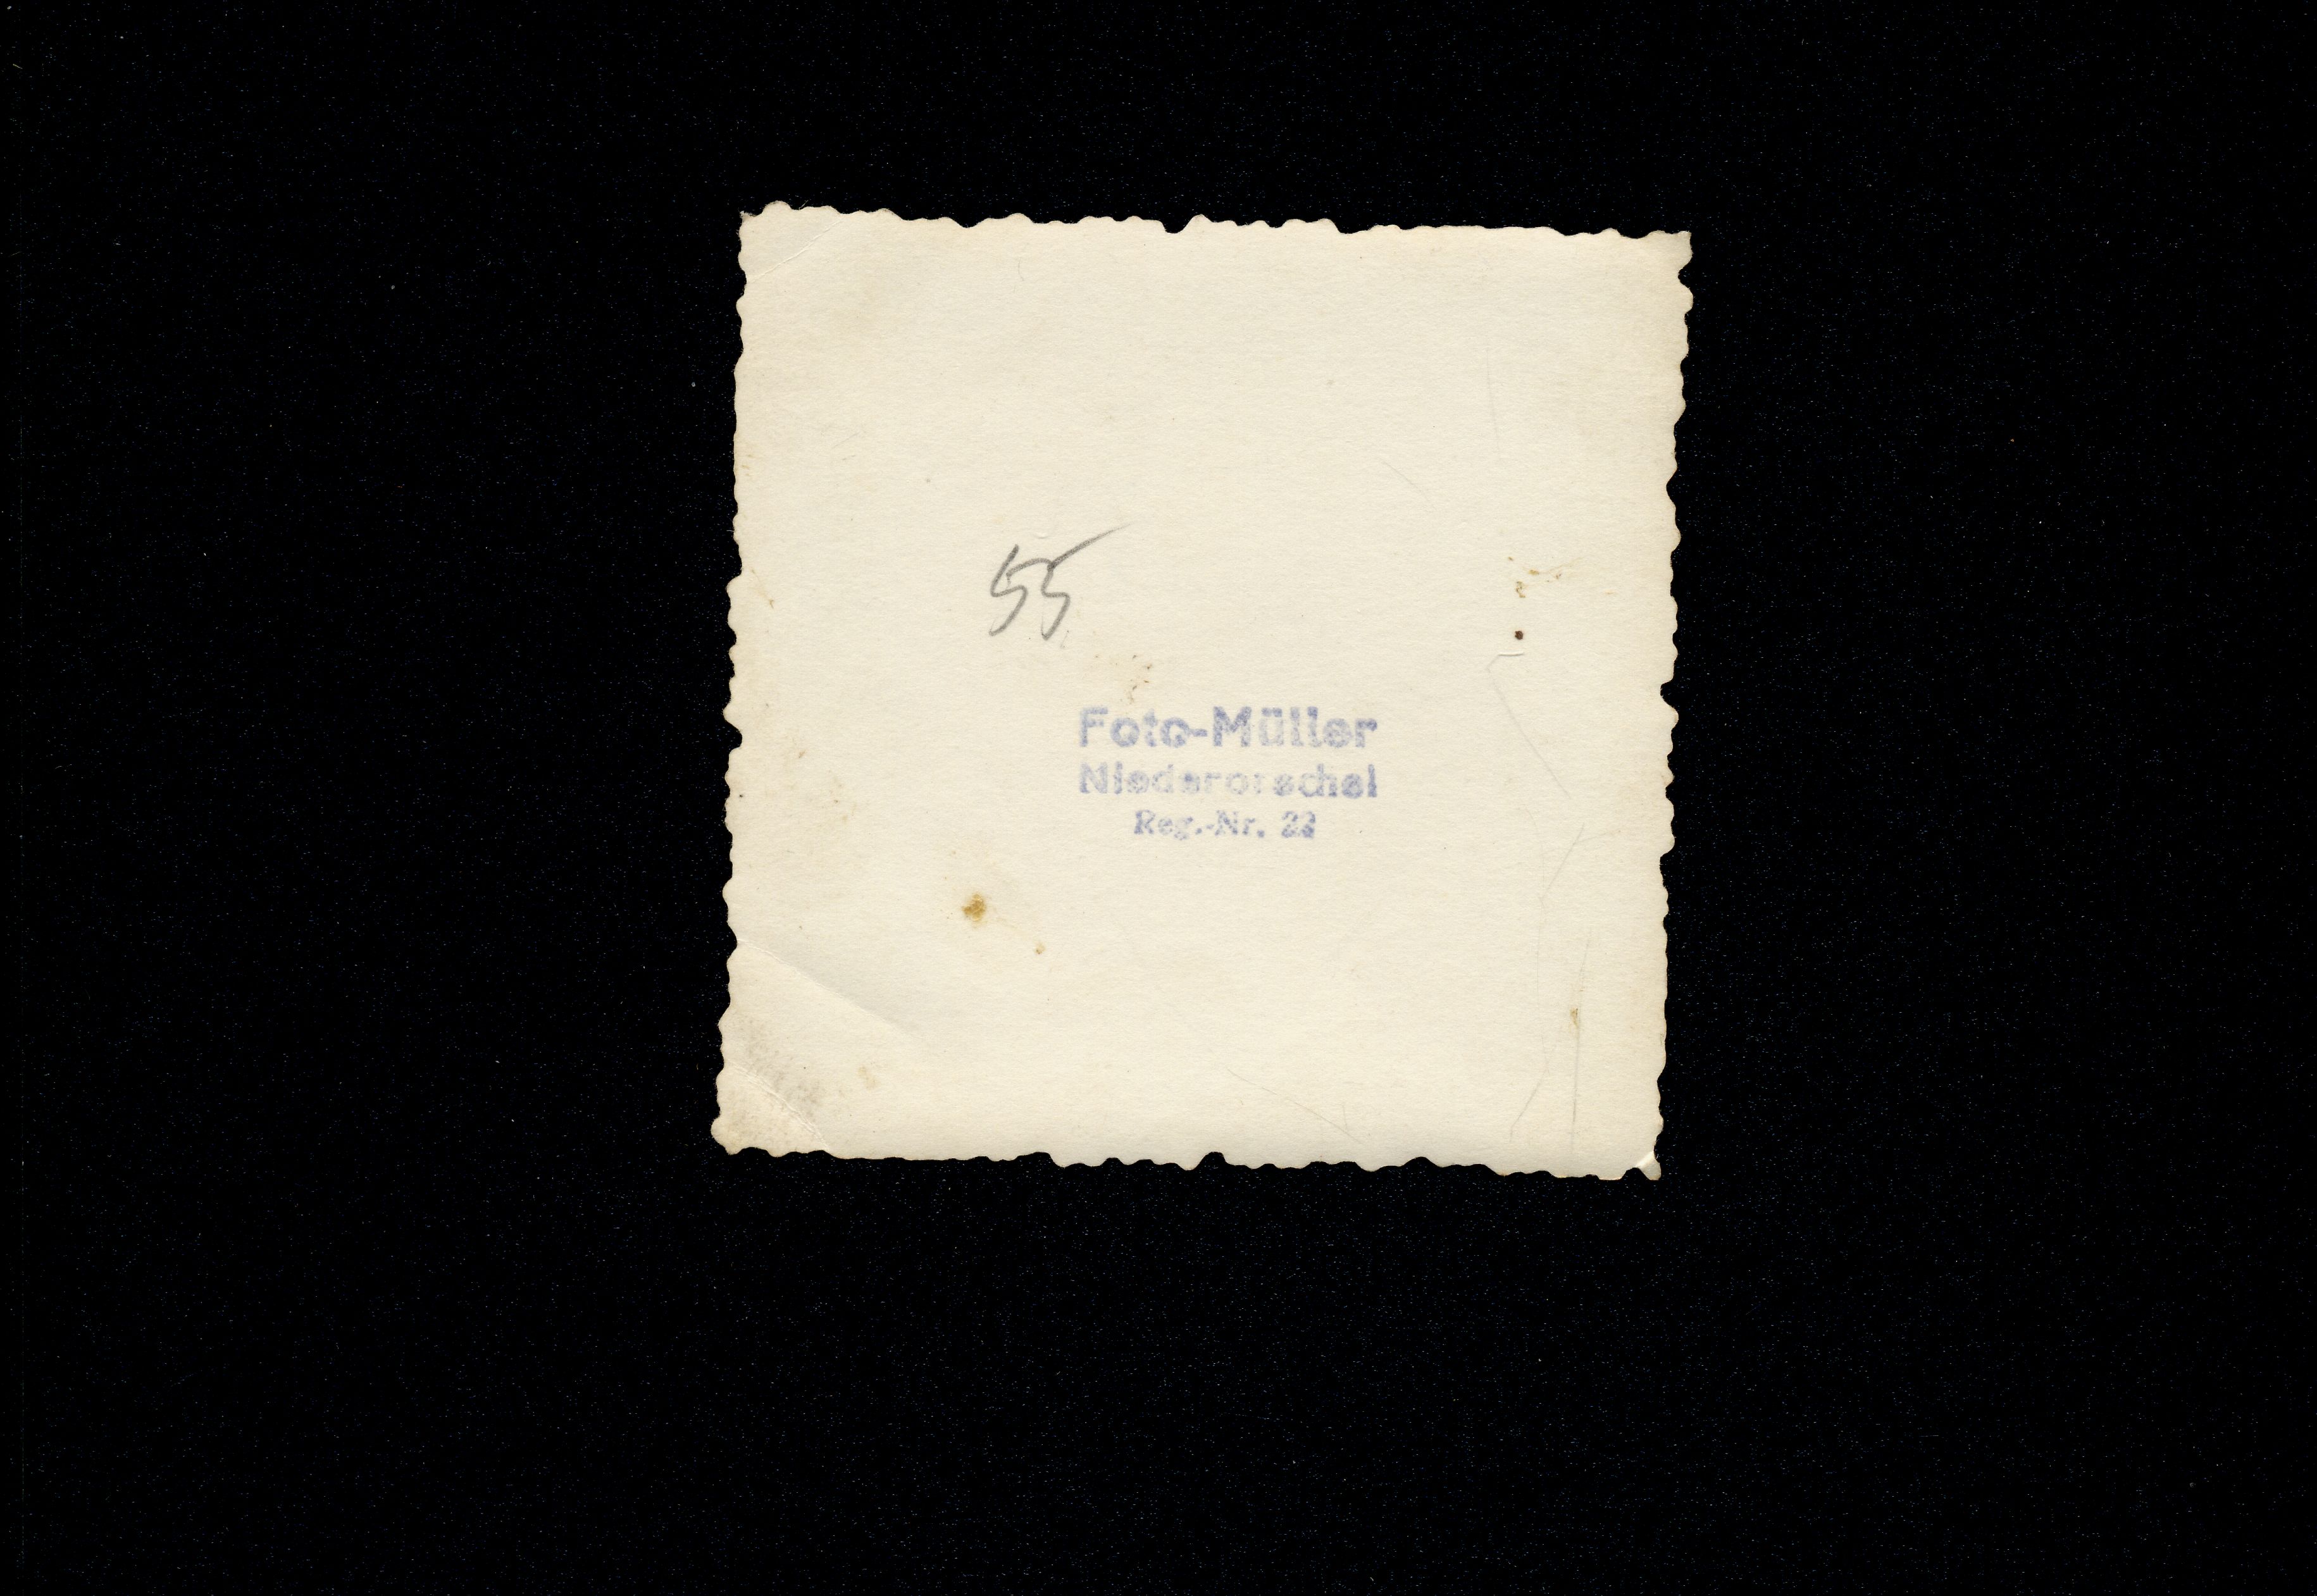 55
Foto-Müller
Niederorschel
Reg.-Nr. 22